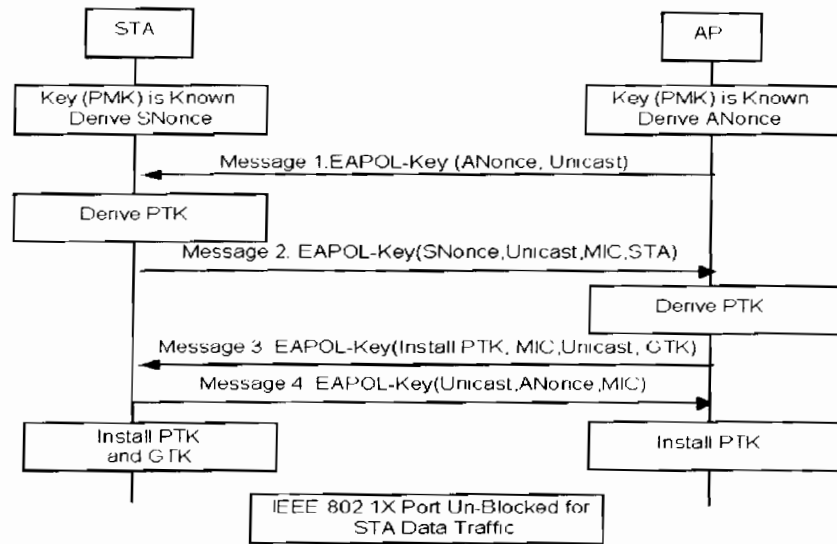 STA
AP
Key (PMK) is Known
Derive SNonce
Key (PMK) is Known
Derive ANonce
Message 1.EAPOL-Key (ANonce, Unicast)
Derive PTK
Message 2. EAPOL-Key(SNonce,Unicast,MIC,STA)
Derive PTK
Message 3 EAPOL-Key(Install PTK, MIC,Unicast, GTK)
Message 4 EAPOL-Key(Unicast,ANonce,MIC)
Install PTK
and GTK
Install PTK
IEEE 802 1X Port Un-Blocked for
STA Data Traffic